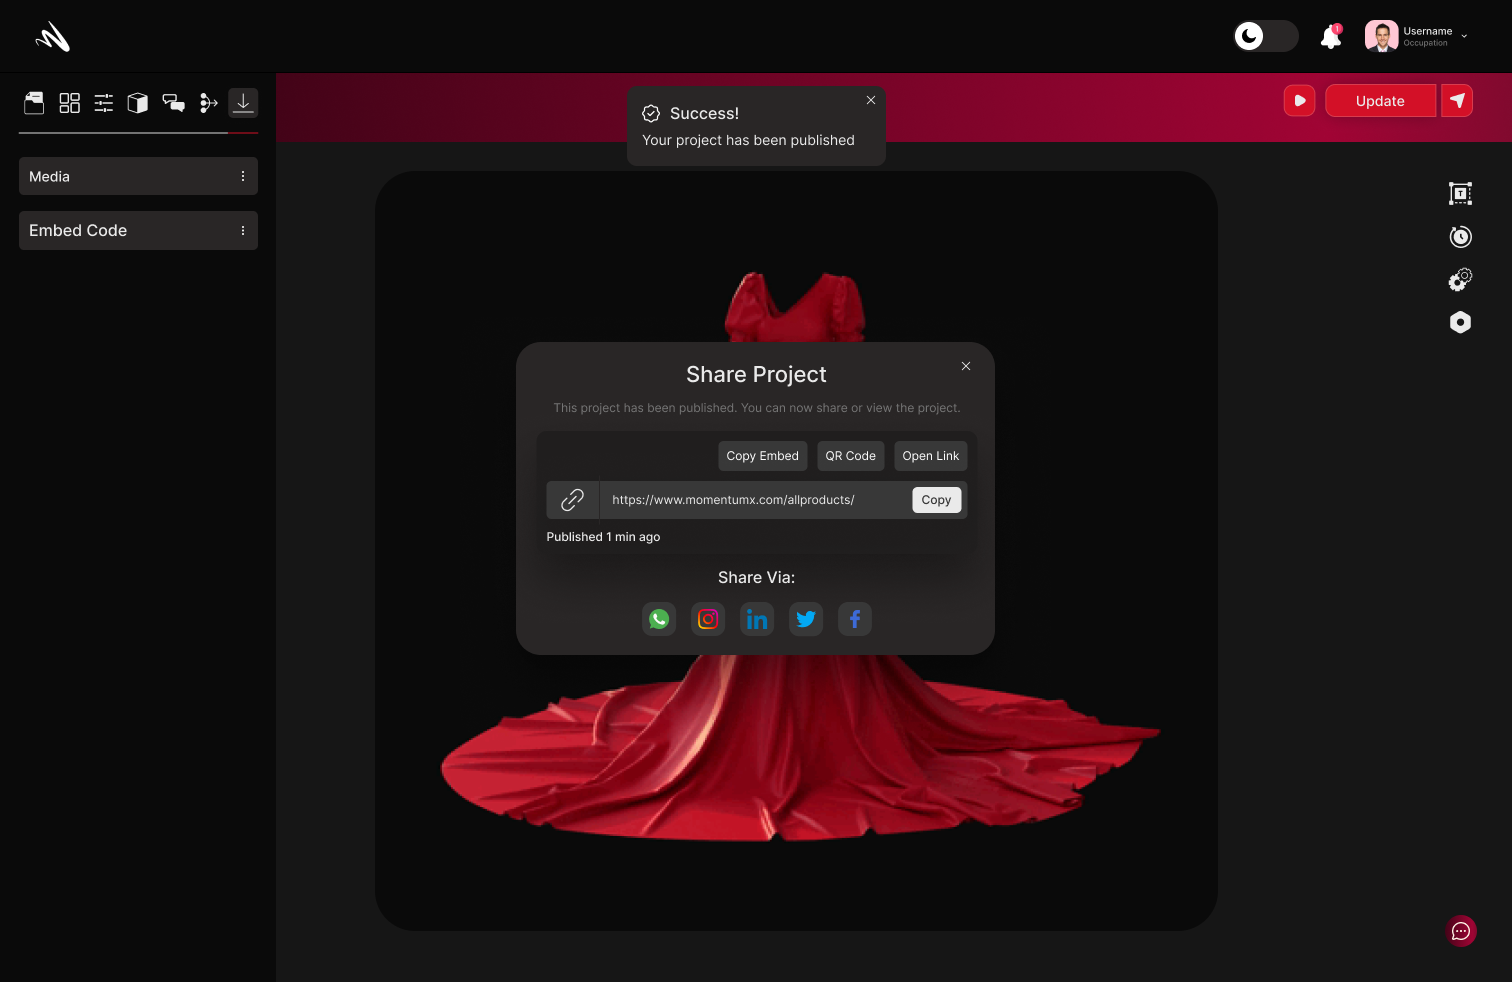 1
Username
Occupation
Update
Success!
Your project has been published
Media
Embed Code
T
Share Project
This project has been published. You can now share or view the project.
Copy Embed QR Code Open Link
https://www.momentumx.com/allproducts/ Copy
Published 1 min ago
Share Via: